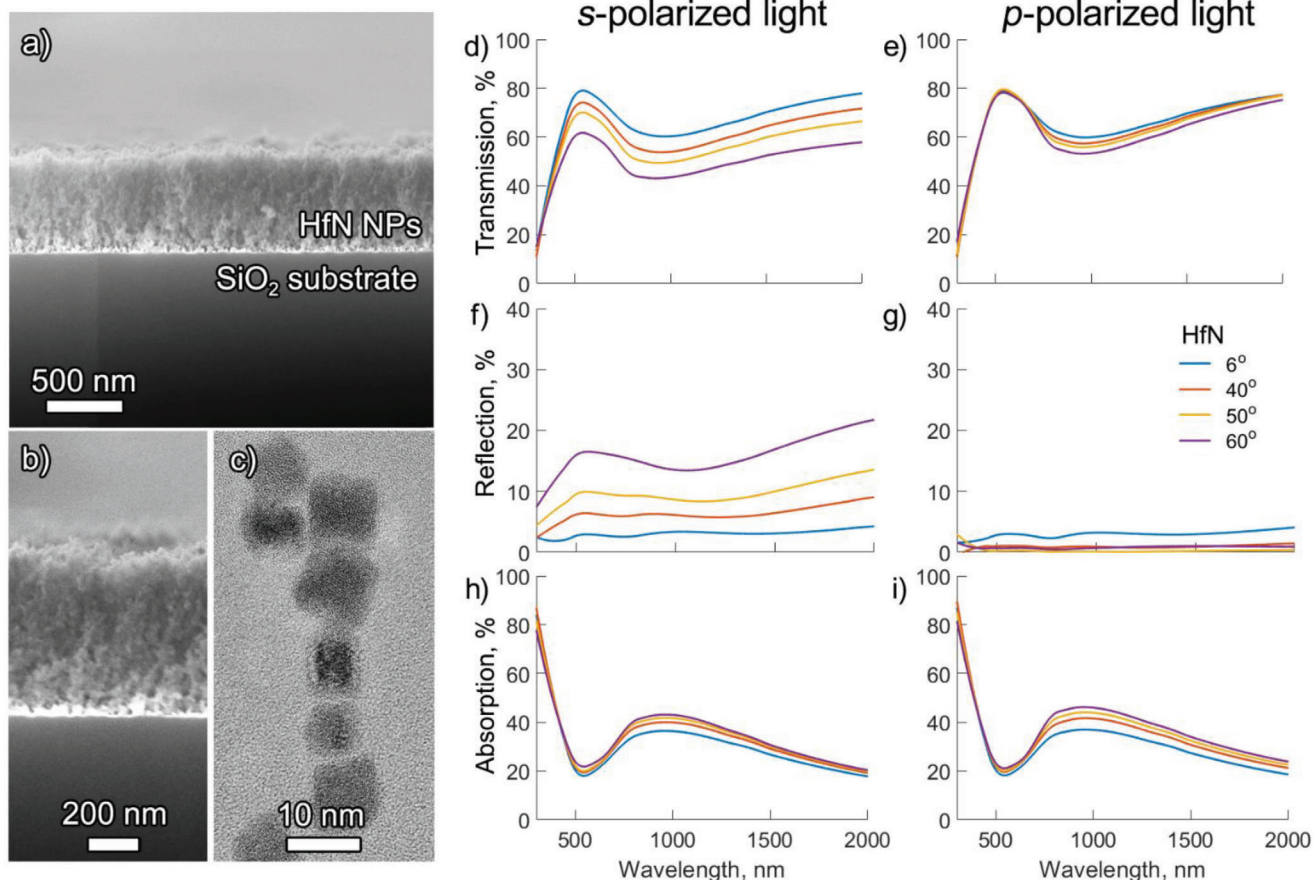 s-polarized light
p-polarized light
a)
HfN NPs
SiO₂ substrate
500 nm
b)
200 nm
c)
10 nm
d)
Transmission, %
100
80
60
40
20
0
e)
100
80
60
40
20
0
f)
Reflection, %
40
30
20
10
0
g)
40
30
20
10
0
HfN
6°
40°
50°
60°
h)
Absorption, %
100
80
60
40
20
0
500 1000 1500 2000
Wavelength, nm
i)
100
80
60
40
20
0
500 1000 1500 2000
Wavelength, nm